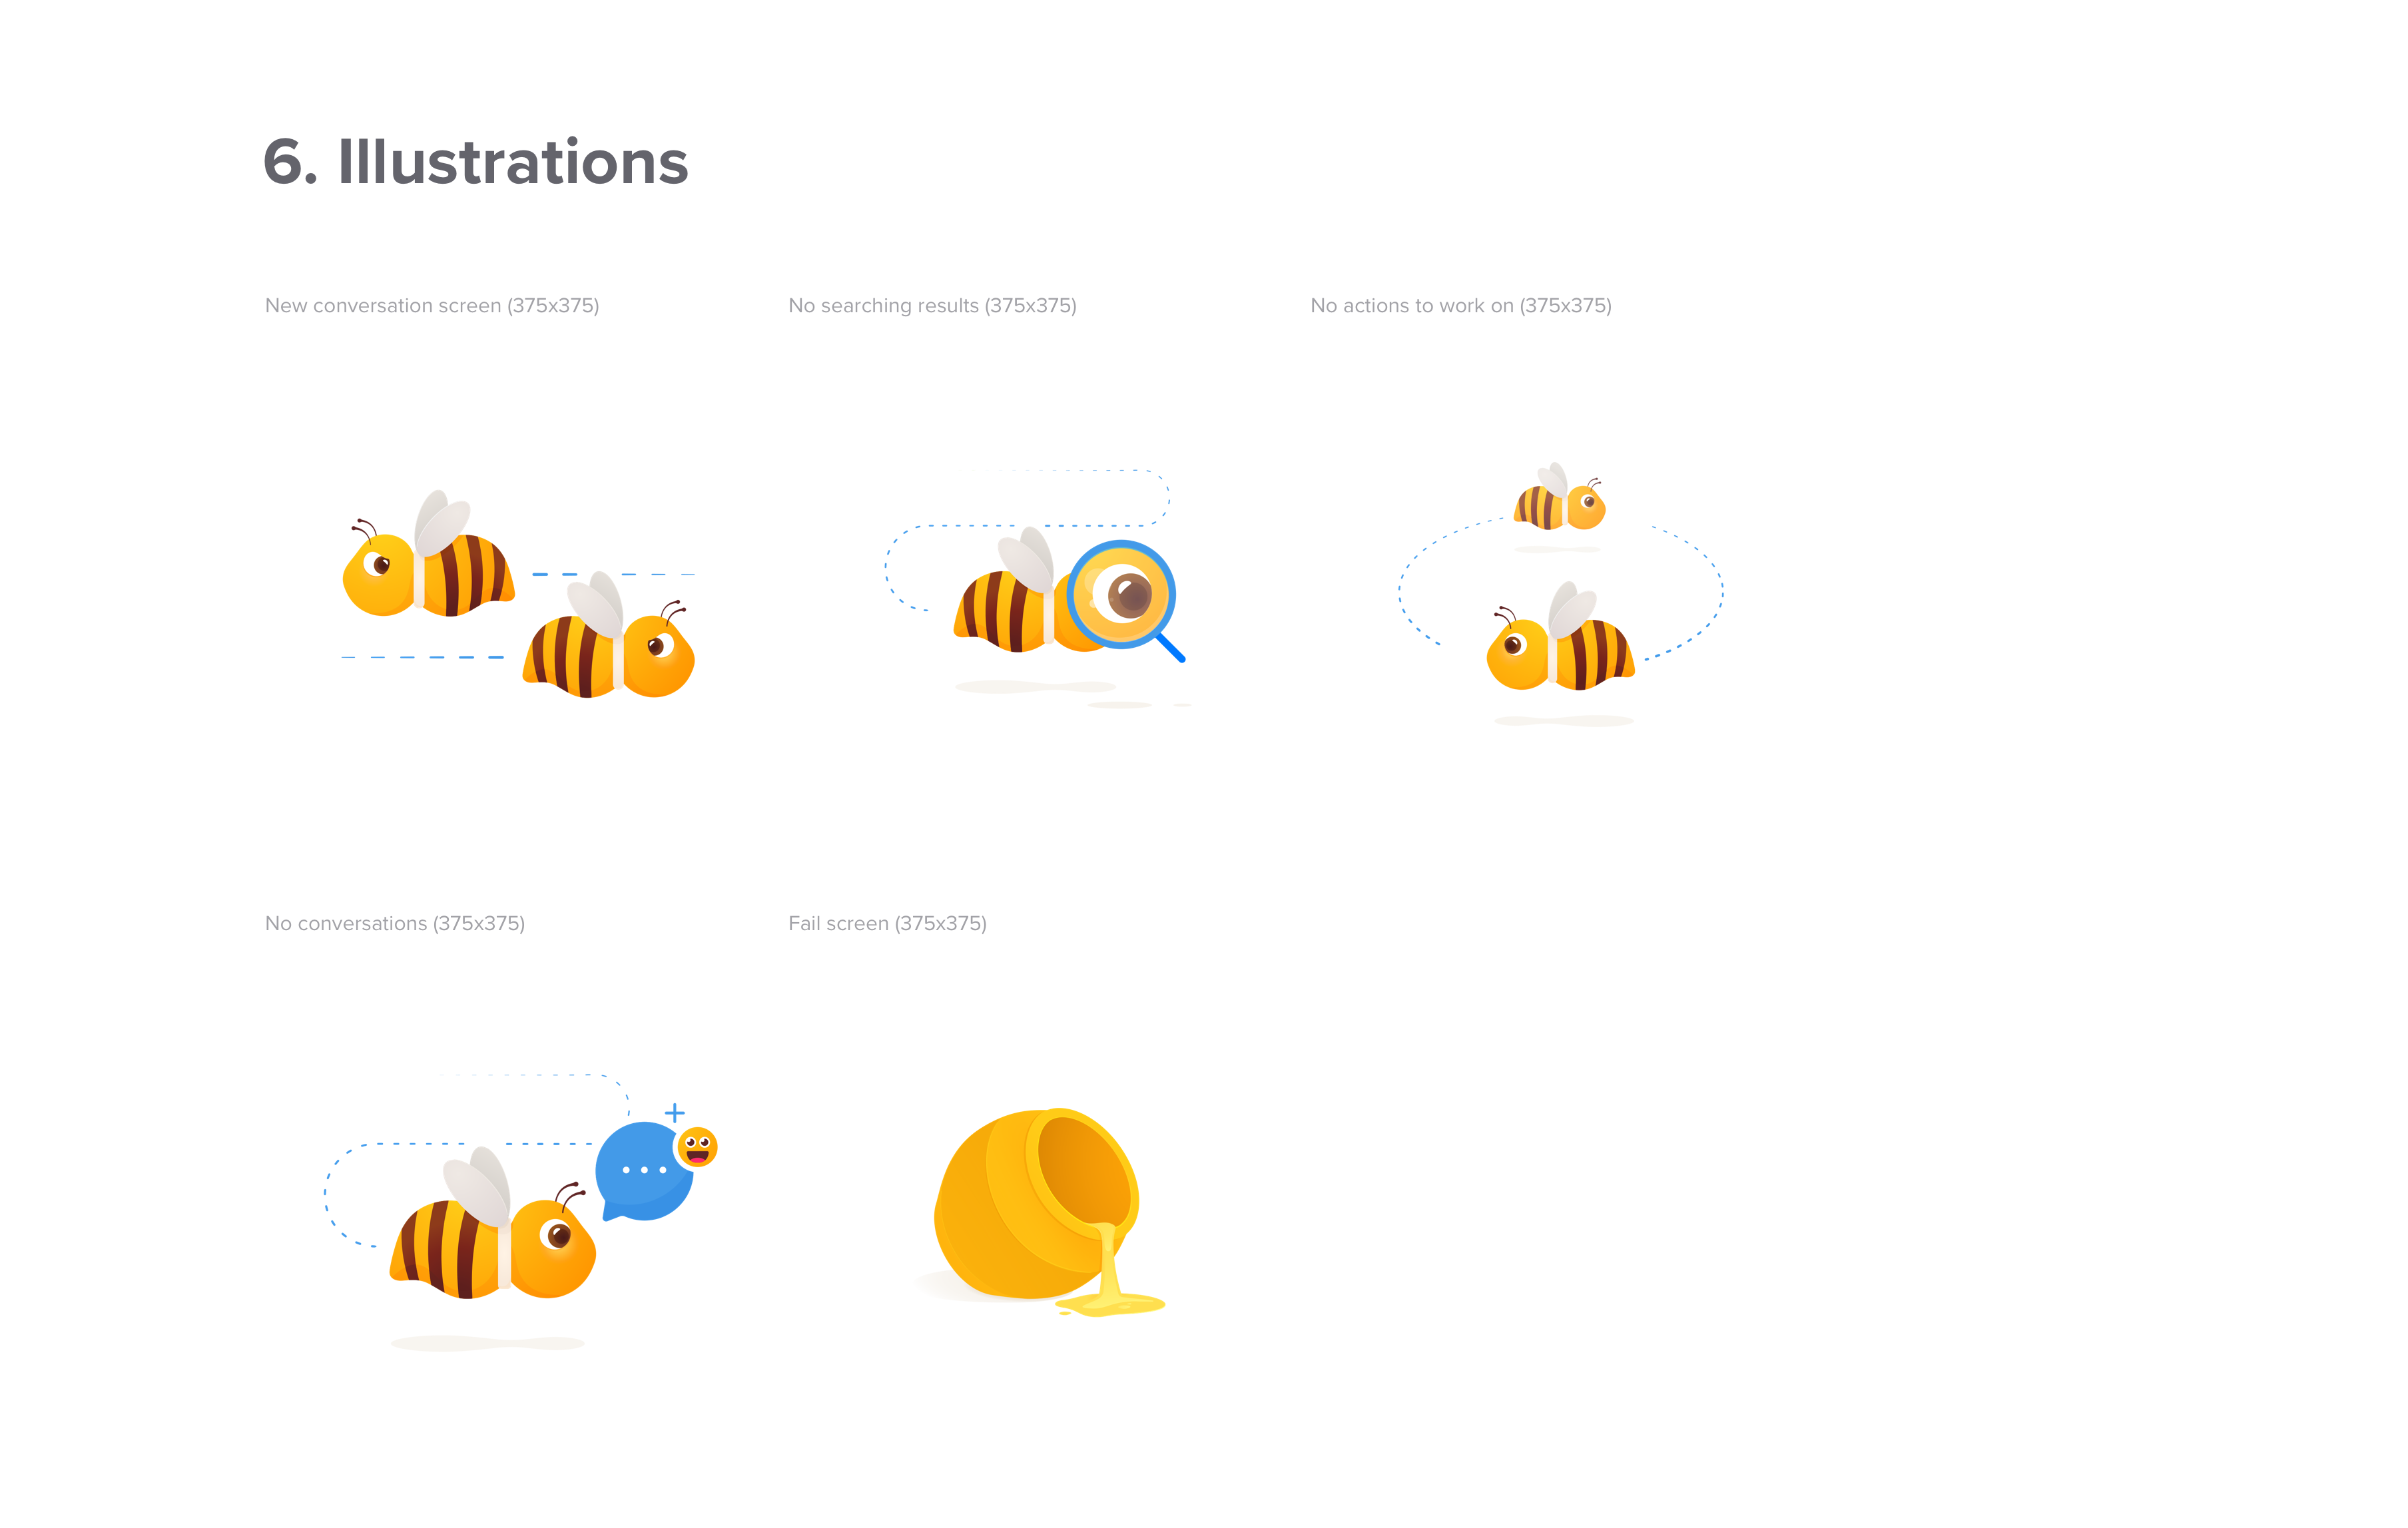 6. Illustrations
New conversation screen (375x375)
No searching results (375x375)
No actions to work on (375x375)
No conversations (375x375)
Fail screen (375x375)